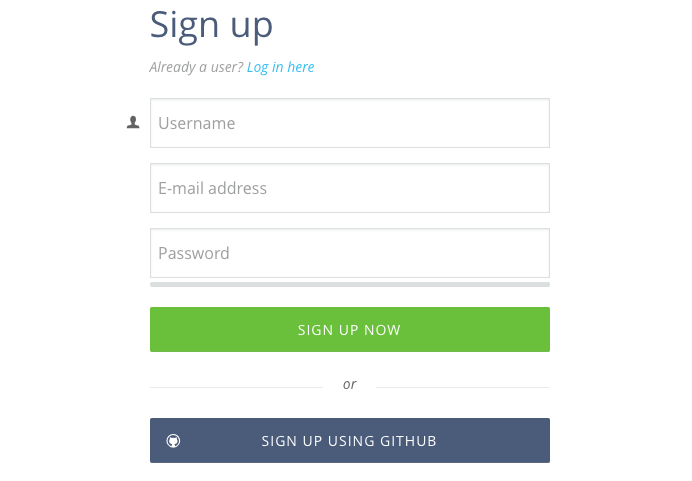 Sign up
Already a user? Log in here
Username
E-mail address
Password
SIGN UP NOW
or
SIGN UP USING GITHUB